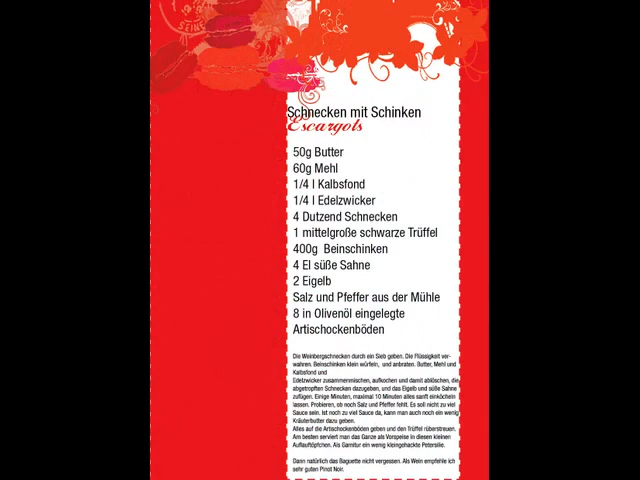 SEINE
Schnecken mit Schinken
Escargots
50g Butter
60g Mehl
1/4 l Kalbsfond
1/4 l Edelzwicker
4 Dutzend Schnecken
1 mittelgroße schwarze Trüffel
400g Beinschinken
4 El süße Sahne
2 Eigelb
Salz und Pfeffer aus der Mühle
8 in Olivenöl eingelegte
Artischockenböden
Die Weinbergschnecken durch ein Sieb geben. Die Flüssigkeit ver-
wahren. Beinschinken klein würfeln, und anbraten. Butter, Mehl und
Kalbsfond und
Edelzwicker zusammenmischen, aufkochen und damit ablöschen, die
abgetropften Schnecken dazugeben, und das Eigelb und süße Sahne
zufügen. Einige Minuten, maximal 10 Minuten alles sanft einköcheln
lassen. Probieren, ob noch Salz und Pfeffer fehlt. Es soll nicht zu viel
Sauce sein. Ist noch zu viel Sauce da, kann man auch noch ein wenig
Kräuterbutter dazu geben.
Alles auf die Artischockenböden geben und den Trüffel rüberstreuen.
Am besten serviert man das Ganze als Vorspeise in diesen kleinen
Auflauftöpfchen. Als Garnitur ein wenig kleingehackte Petersilie.
Dann natürlich das Baguette nicht vergessen. Als Wein empfehle ich
sehr guten Pinot Noir.